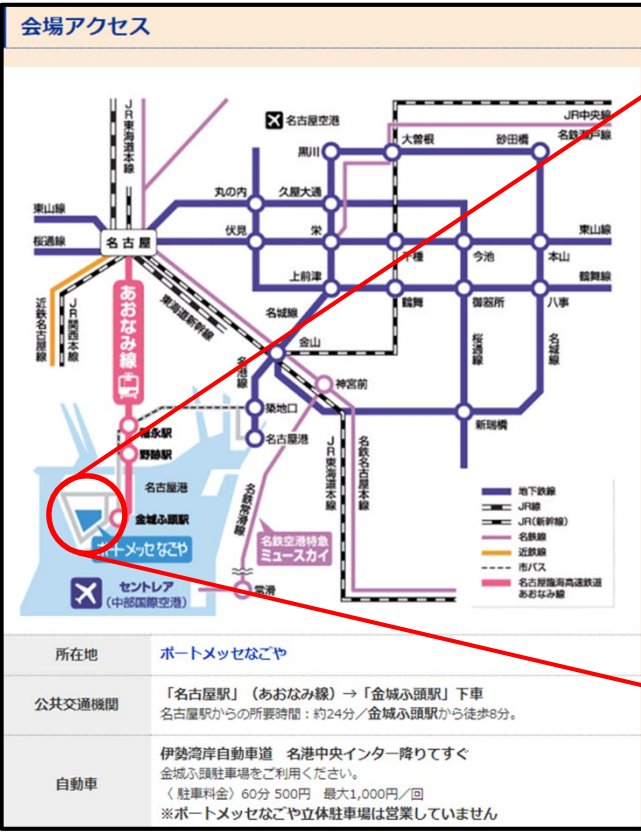 会場アクセス
JR東海道本線
名古屋空港
JR中央線
名鉄瀬戸線
黒川
大曽根
砂田橋
丸の内
久屋大通
東山線
伏見
栄
東山線
桜通線
名古屋
千種
今池
本山
上前津
鶴舞線
あおなみ線
東海道新幹線
名城線
鶴舞
御器所
八事
近鉄名古屋線
JR関西本線
金山
名港線
桜通線
名城線
神宮前
築地口
新瑞橋
稲永駅
名古屋港
野跡駅
JR東海道本線
名鉄名古屋本線
名古屋港
名鉄常滑線
金城ふ頭駅
ポートメッセなごや
名鉄空港特急
ミュースカイ
セントレア
(中部国際空港)
常滑
地下鉄線
JR線
JR(新幹線)
名鉄線
近鉄線
市バス
名古屋臨海高速鉄道
あおなみ線
所在地 ポートメッセなごや
公共交通機関 「名古屋駅」(あおなみ線)→「金城ふ頭駅」下車
名古屋駅からの所要時間:約24分/金城ふ頭駅から徒歩8分。
自動車 伊勢湾岸自動車道 名港中央インター降りてすぐ
金城ふ頭駐車場をご利用ください。
〈 駐車料金〉60分 500円 最大1,000円/回
※ポートメッセなごや立体駐車場は営業していません